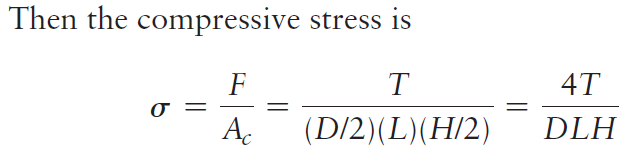 Then the compressive stress is
σ = F/A_c = T/((D/2)(L)(H/2)) = 4T/DLH